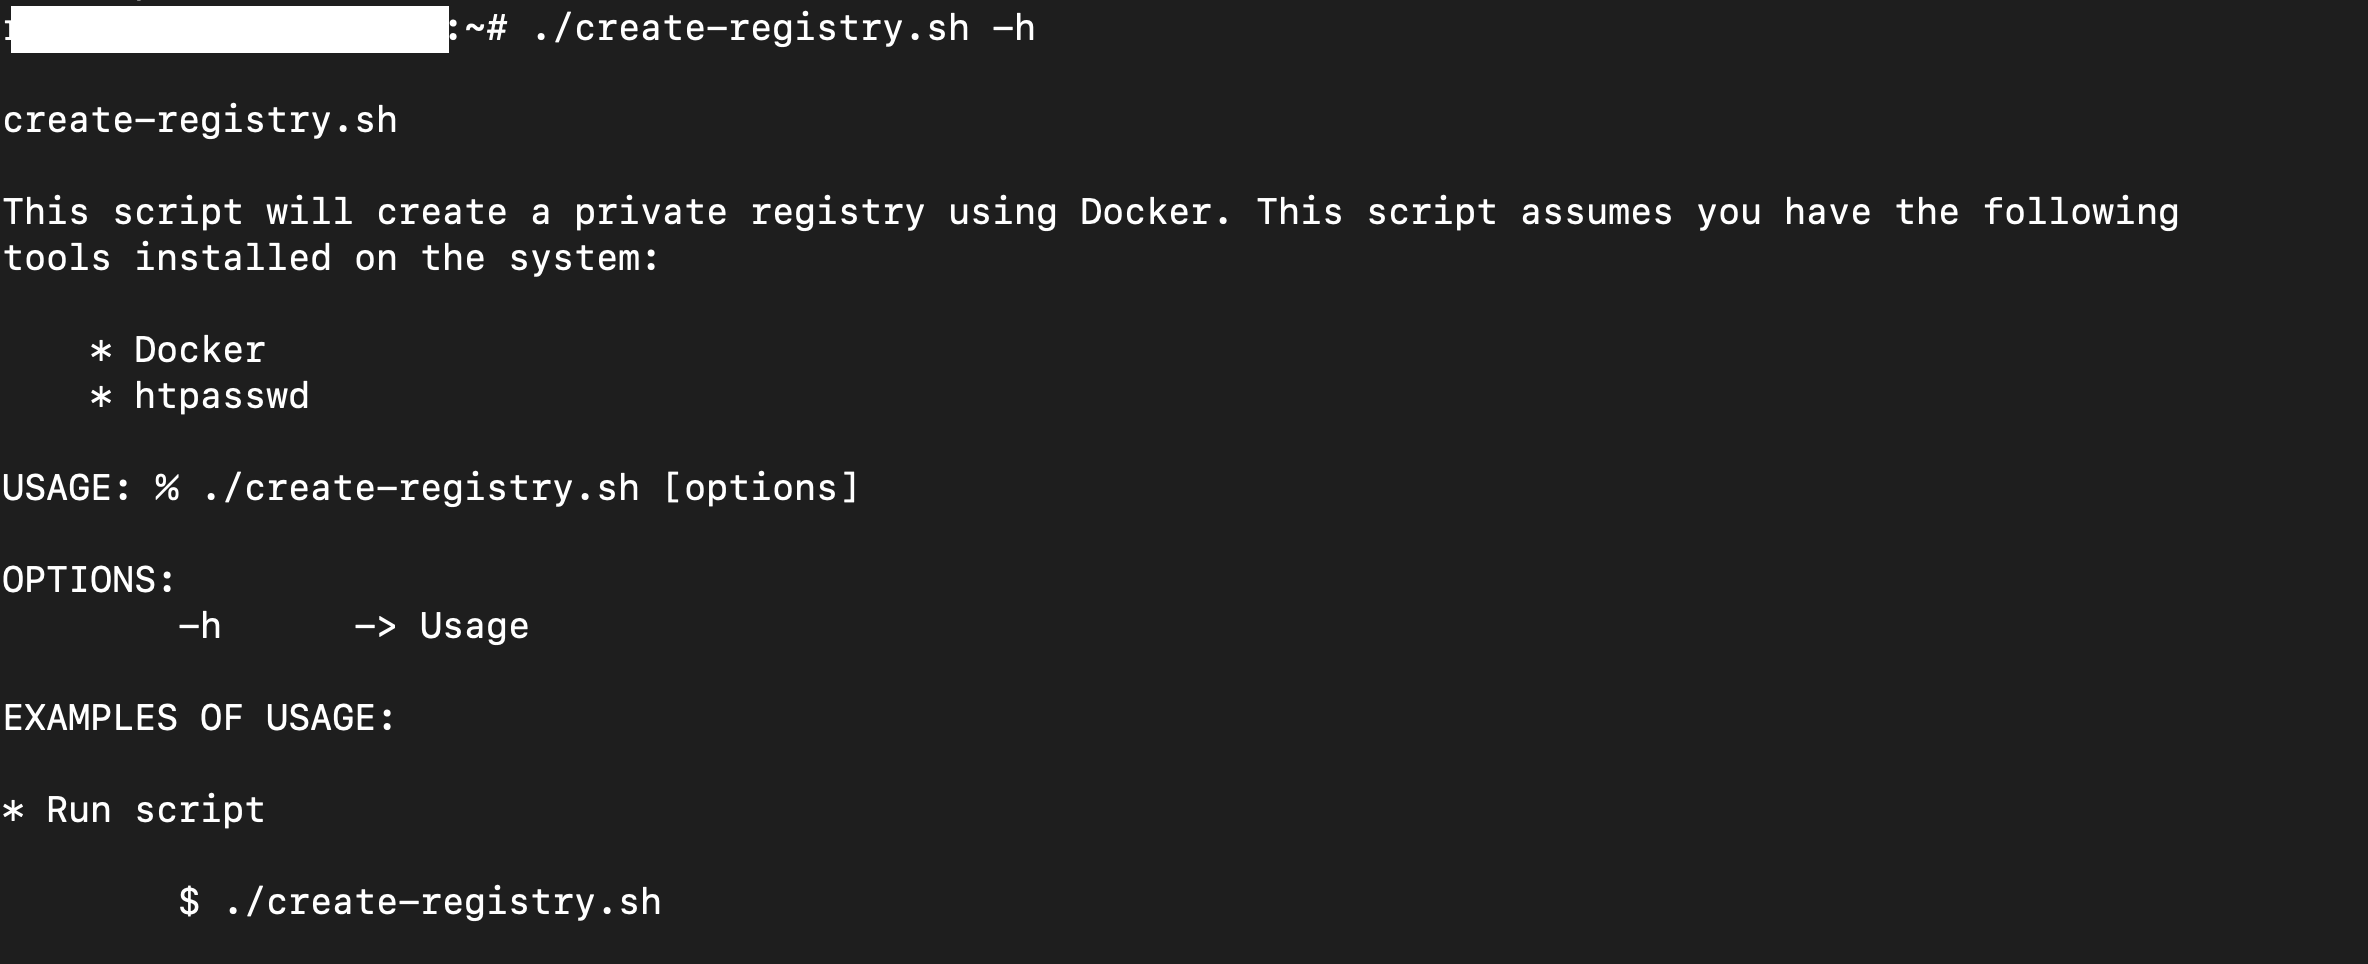 :~# ./create-registry.sh -h
create-registry.sh
This script will create a private registry using Docker. This script assumes you have the following
tools installed on the system:
* Docker
* htpasswd
USAGE: % ./create-registry.sh [options]
OPTIONS:
-h -> Usage
EXAMPLES OF USAGE:
* Run script
$ ./create-registry.sh